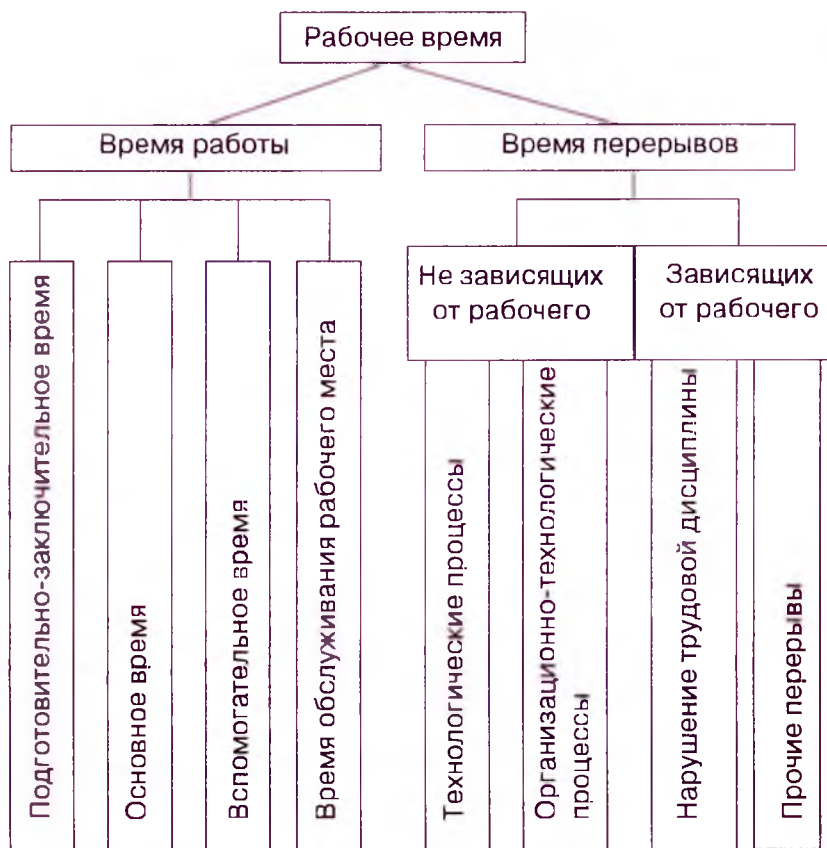 Рабочее время
Время работы
Время перерывов
Подготовительно-заключительное время
Основное время
Вспомогательное время
Время обслуживания рабочего места
Не зависящих
от рабочего
Зависящих
от рабочего
Технологические процессы
Организационно-технологические
процессы
Нарушение трудовой дисциплины
Прочие перерывы